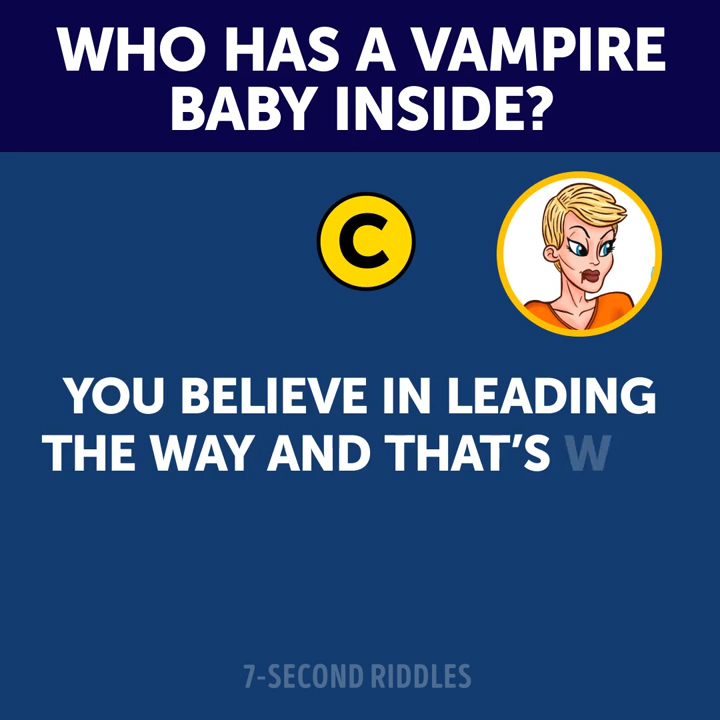 WHO HAS A VAMPIRE
BABY INSIDE?
C
YOU BELIEVE IN LEADING
THE WAY AND THAT'S W
7-SECOND RIDDLES